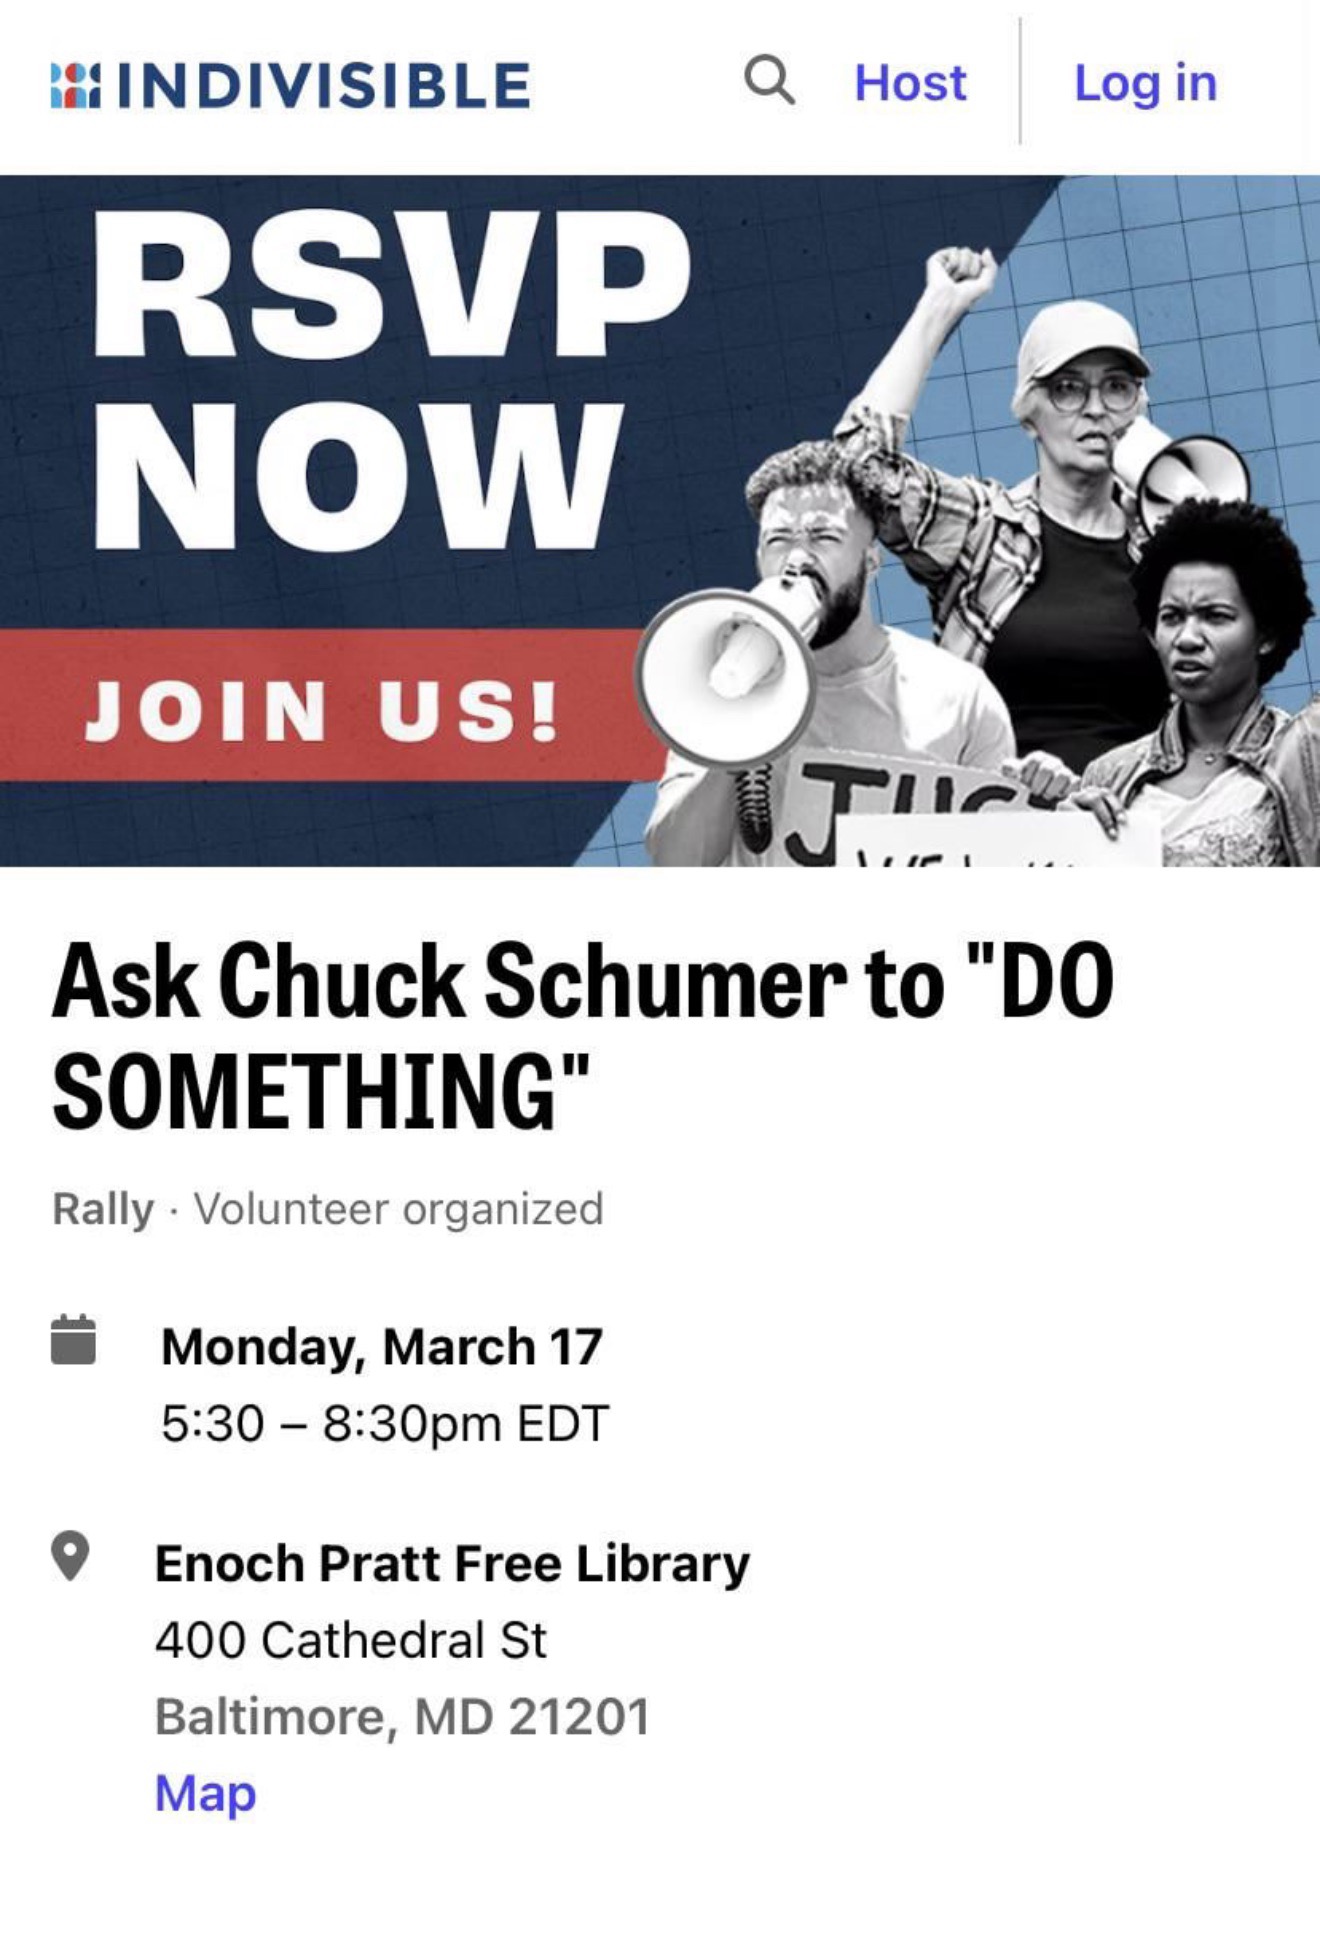 INDIVISIBLE
Host
Log in
RSVP
NOW
JOIN US!
Ask Chuck Schumer to "DO
SOMETHING"
Rally · Volunteer organized
Monday, March 17
5:30 – 8:30pm EDT
Enoch Pratt Free Library
400 Cathedral St
Baltimore, MD 21201
Map